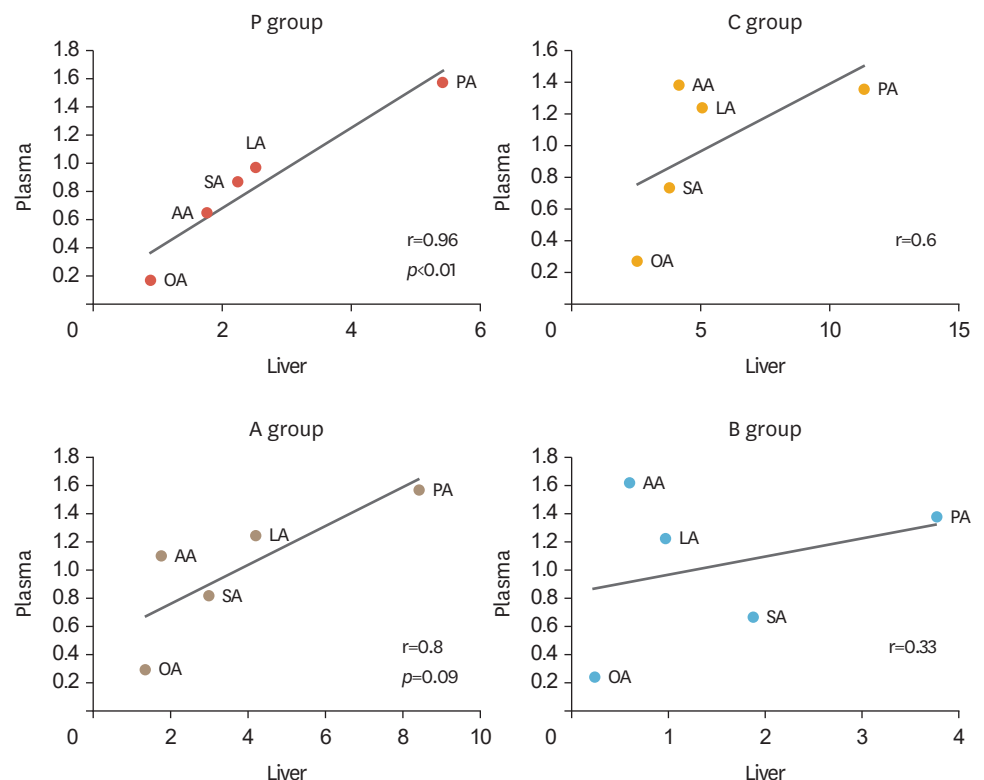 P group
1.8
1.6
1.4
1.2
1.0
0.8
0.6
0.4
0.2
0
2
4
6
Plasma
Liver
PA
LA
SA
AA
OA
r=0.96
p<0.01
C group
1.6
1.4
1.2
1.0
0.8
0.6
0.4
0.2
0
5
10
15
Plasma
Liver
AA
PA
LA
SA
OA
r=0.6
A group
1.8
1.6
1.4
1.2
1.0
0.8
0.6
0.4
0.2
0
2
4
6
8
10
Plasma
Liver
PA
LA
AA
SA
OA
r=0.8
p=0.09
B group
1.8
1.6
1.4
1.2
1.0
0.8
0.6
0.4
0.2
0
1
2
3
4
Plasma
Liver
AA
PA
LA
SA
OA
r=0.33